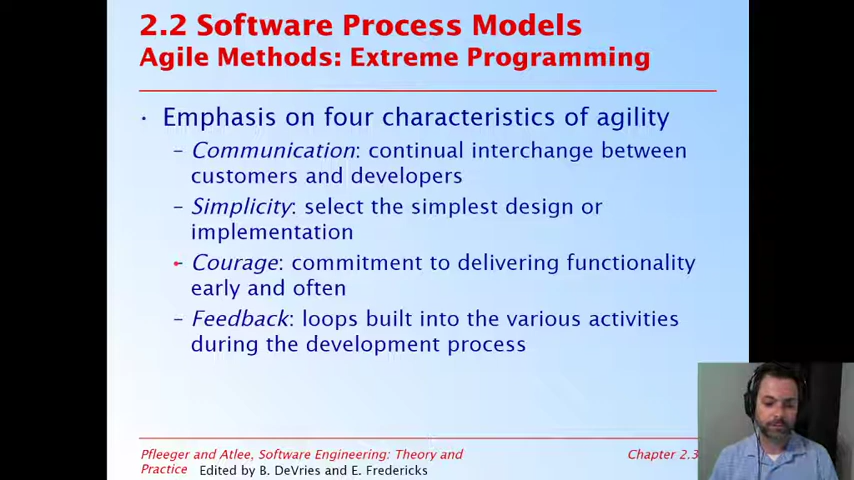 2.2 Software Process Models
Agile Methods: Extreme Programming
• Emphasis on four characteristics of agility
– Communication: continual interchange between
customers and developers
– Simplicity: select the simplest design or
implementation
– Courage: commitment to delivering functionality
early and often
– Feedback: loops built into the various activities
during the development process
Pfleeger and Atlee, Software Engineering: Theory and
Practice Edited by B. DeVries and E. Fredericks
Chapter 2.3